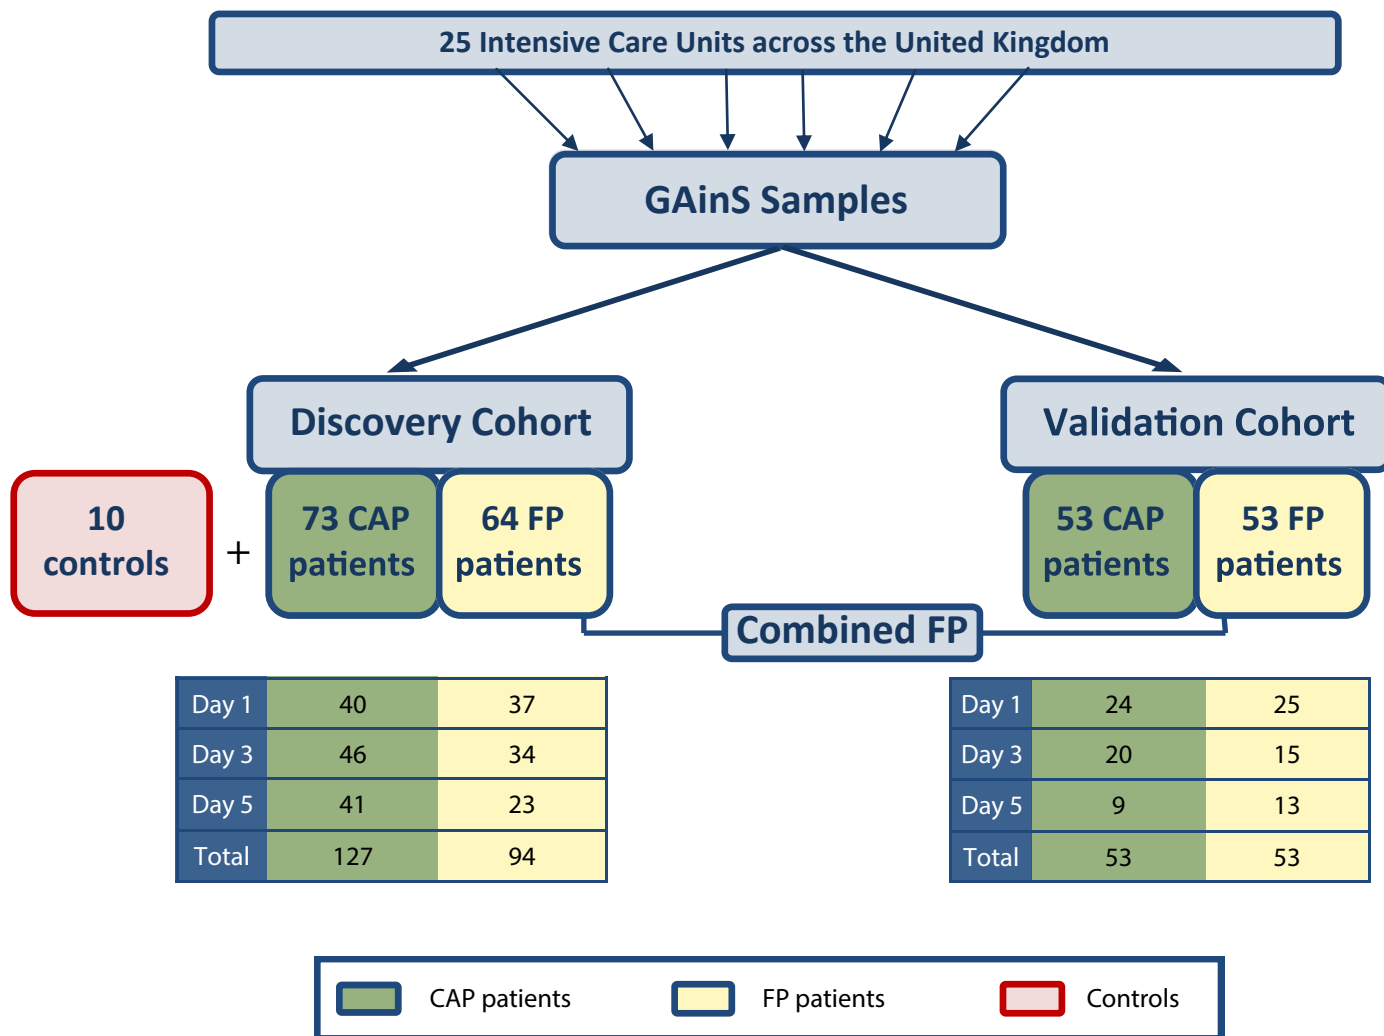 25 Intensive Care Units across the United Kingdom
GAinS Samples
Discovery Cohort
Validation Cohort
10
controls
+
73 CAP
patients
64 FP
patients
53 CAP
patients
53 FP
patients
Combined FP
Day 1 40 37
Day 3 46 34
Day 5 41 23
Total 127 94
Day 1 24 25
Day 3 20 15
Day 5 9 13
Total 53 53
CAP patients
FP patients
Controls